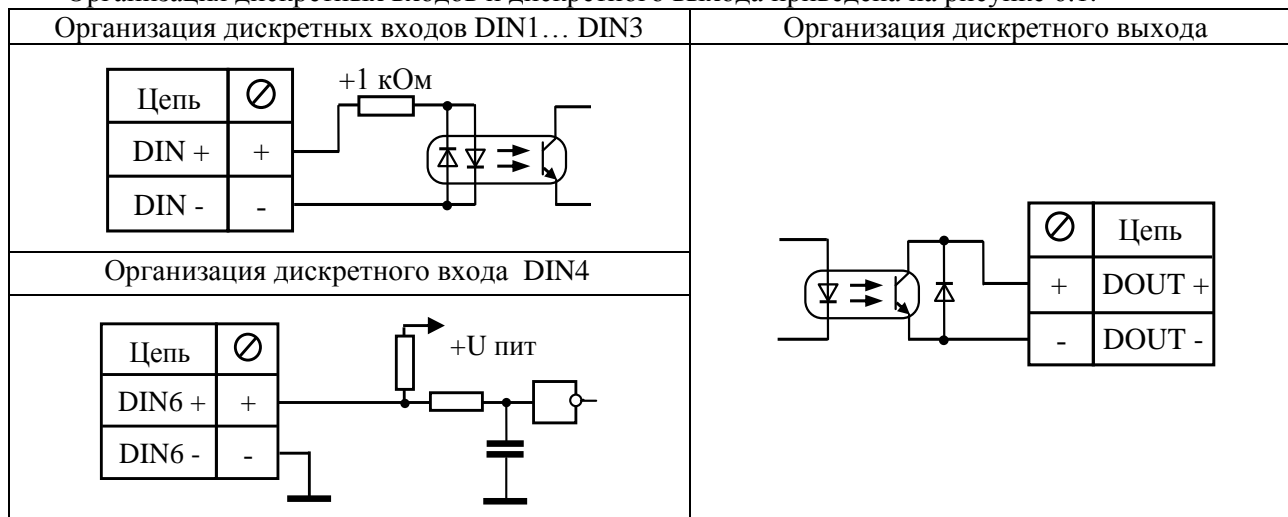 Организация дискретных входов и дискретного выхода приведена на рисунке 6.1.
Организация дискретных входов DIN1… DIN3
Цепь
+1 кОм
DIN + +
DIN - -
Организация дискретного входа DIN4
Цепь
+U пит
DIN6 + +
DIN6 - -
Организация дискретного выхода
Цепь
+ DOUT +
- DOUT -